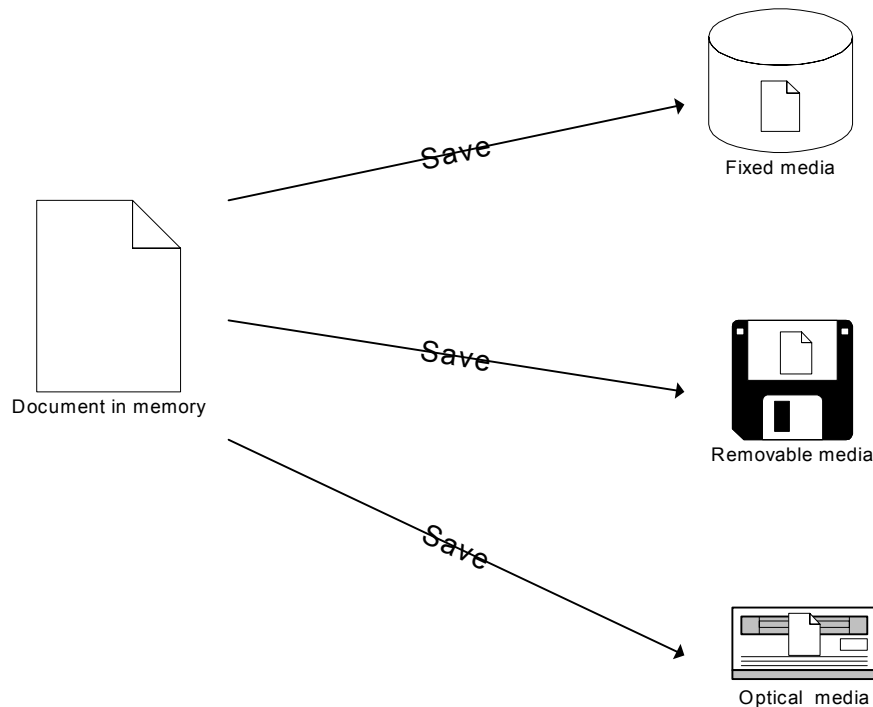 Save
Fixed media
Save
Document in memory
Removable media
Save
Optical media